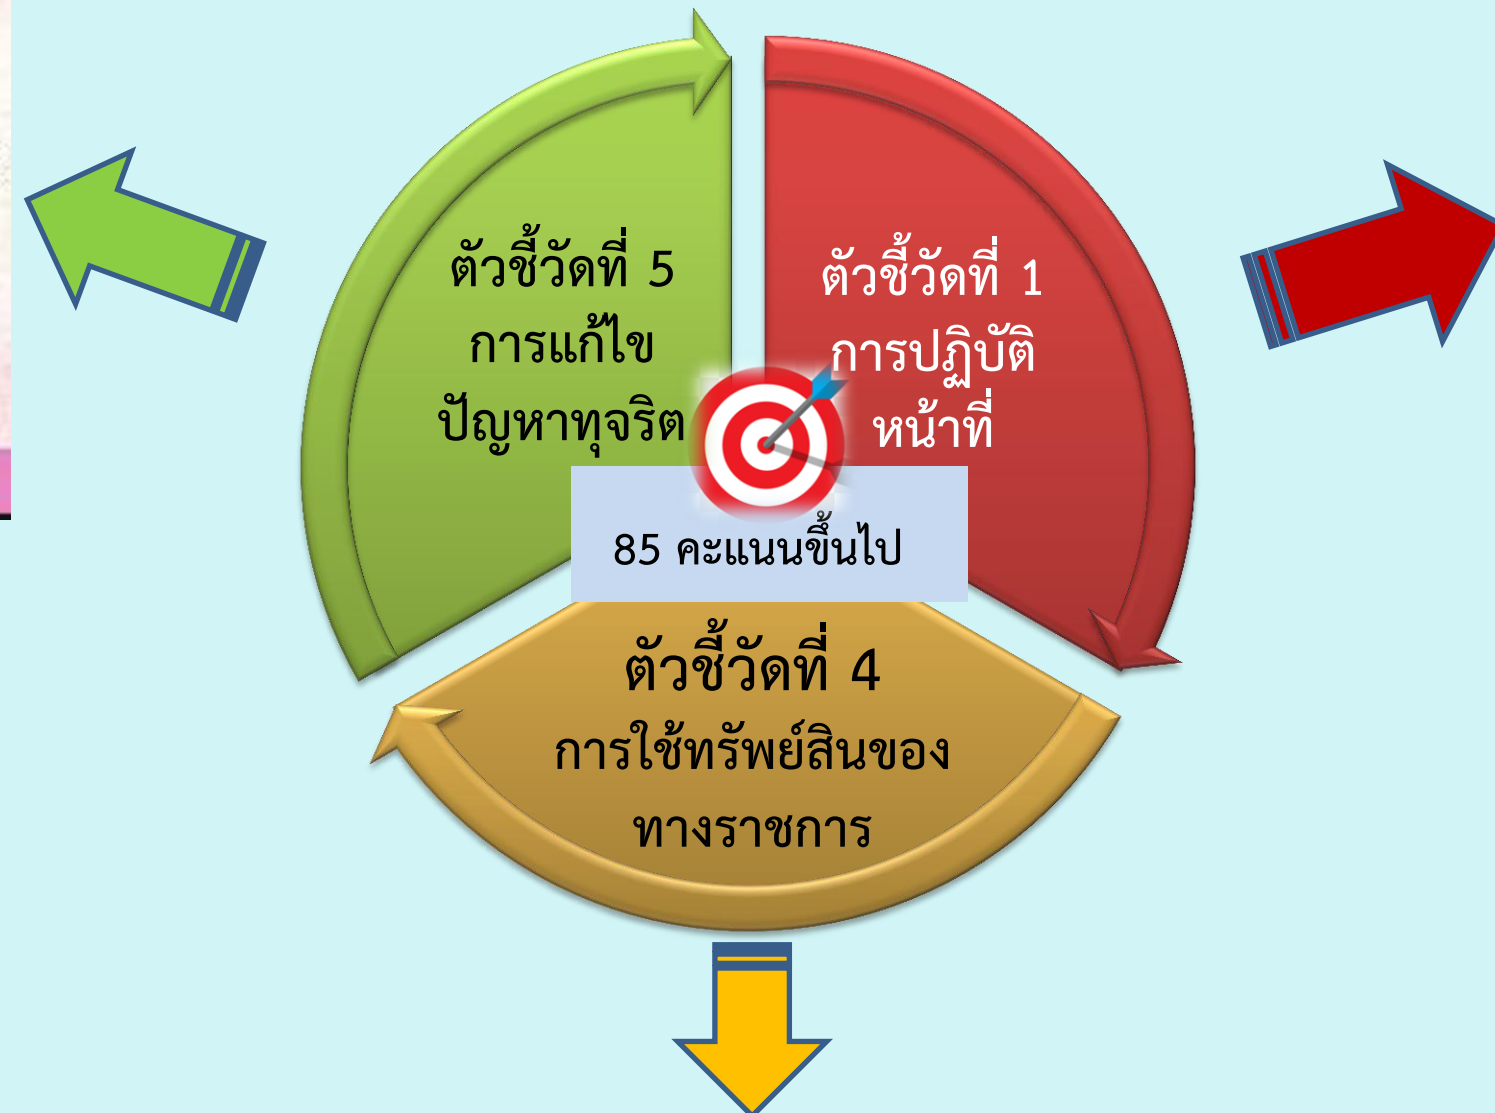 ตัวชี้วัดที่ 5
การแก้ไข
ปัญหาทุจริต
ตัวชี้วัดที่ 1
การปฏิบัติ
หน้าที่
85 คะแนนขึ้นไป
ตัวชี้วัดที่ 4
การใช้ทรัพย์สินของ
ทางราชการ